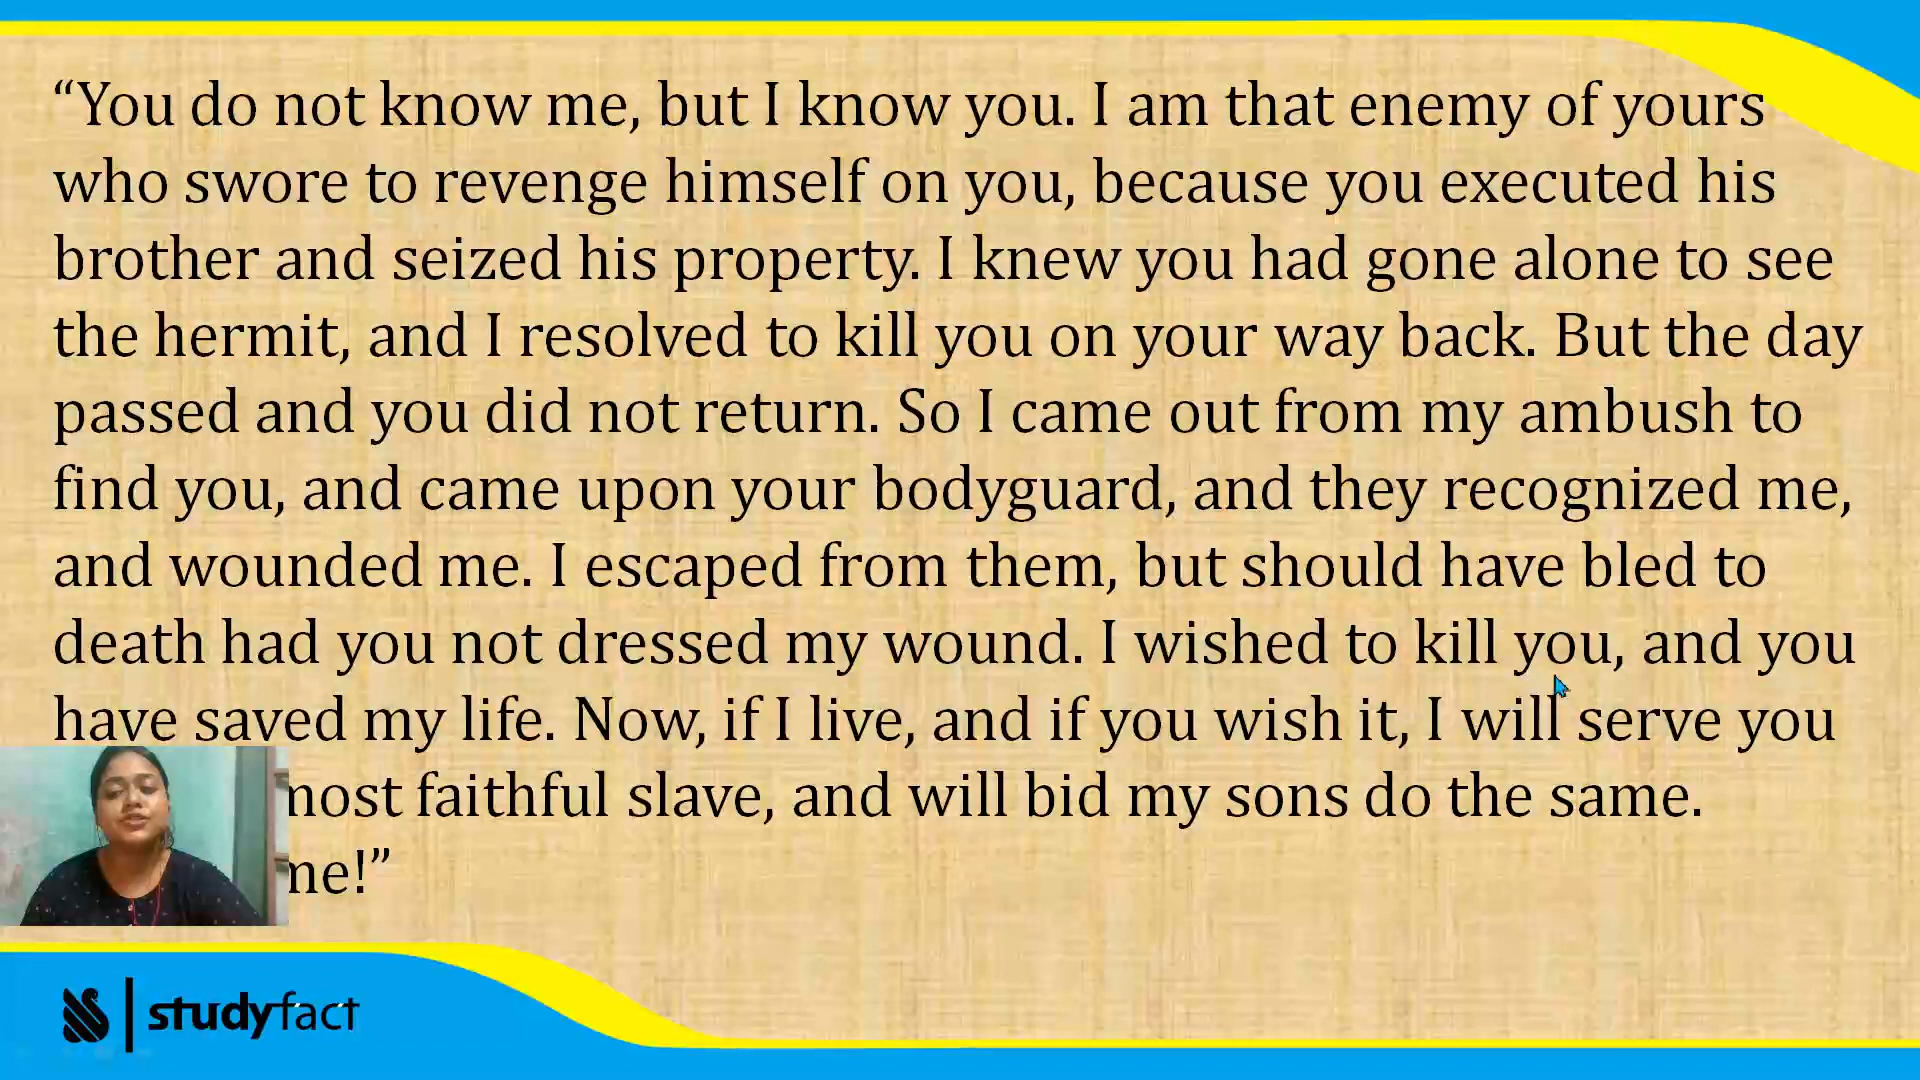 “You do not know me, but I know you. I am that enemy of yours
who swore to revenge himself on you, because you executed his
brother and seized his property. I knew you had gone alone to see
the hermit, and I resolved to kill you on your way back. But the day
passed and you did not return. So I came out from my ambush to
find you, and came upon your bodyguard, and they recognized me,
and wounded me. I escaped from them, but should have bled to
death had you not dressed my wound. I wished to kill you, and you
have saved my life. Now, if I live, and if you wish it, I will serve you
most faithful slave, and will bid my sons do the same.
me!”
studyfact